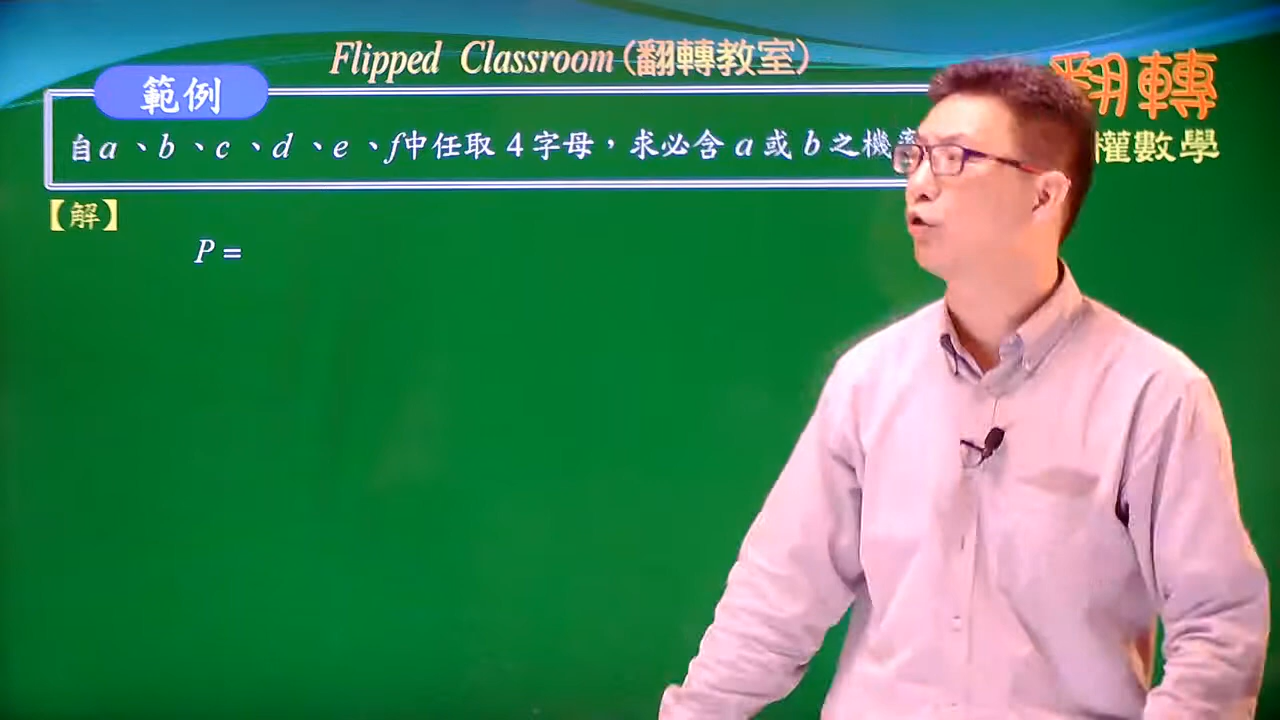 Flipped Classroom (翻轉教室)
翻轉
權數學
範例
自a、b、c、d、e、f中任取4字母，求必含a或b之機
【解】
P =